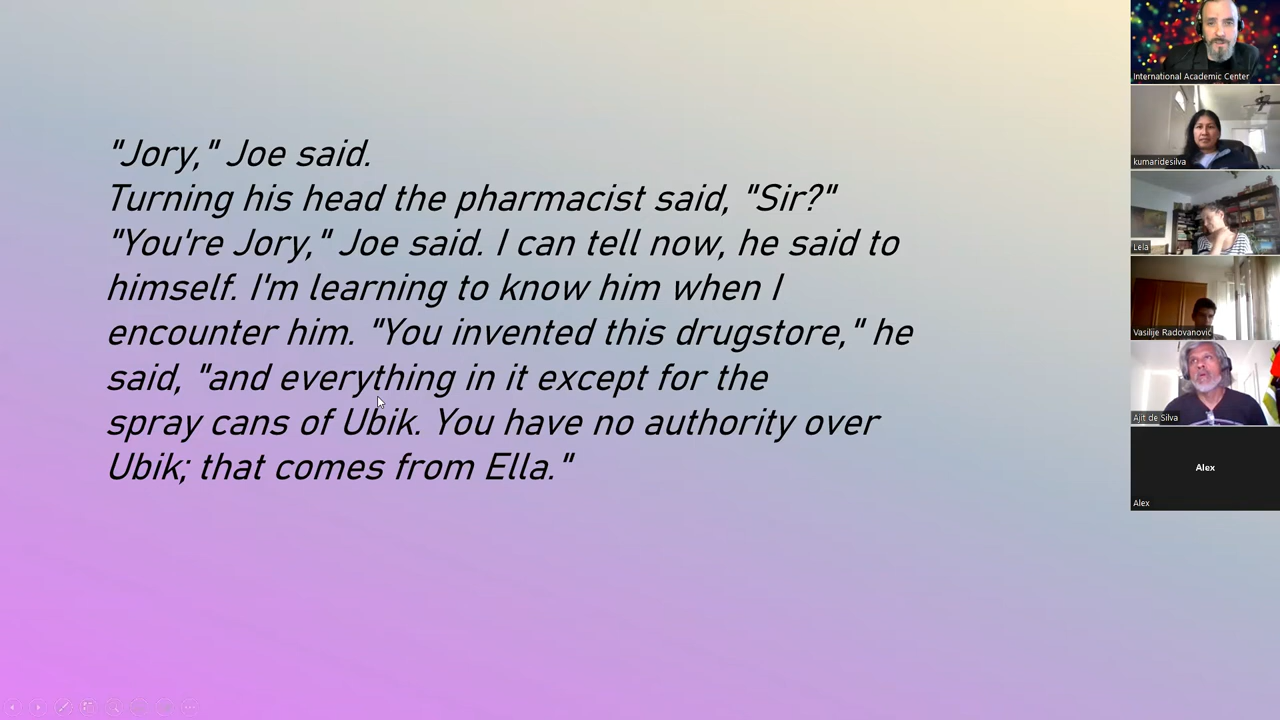 "Jory," Joe said.
Turning his head the pharmacist said, "Sir?"
"You're Jory," Joe said. I can tell now, he said to
himself. I'm learning to know him when I
encounter him. "You invented this drugstore," he
said, "and everything in it except for the
spray cans of Ubik. You have no authority over
Ubik; that comes from Ella."
International Academic Center
kumaridesilva
Lela
Vasilije Radovanović
Ajit de Silva
Alex
Alex